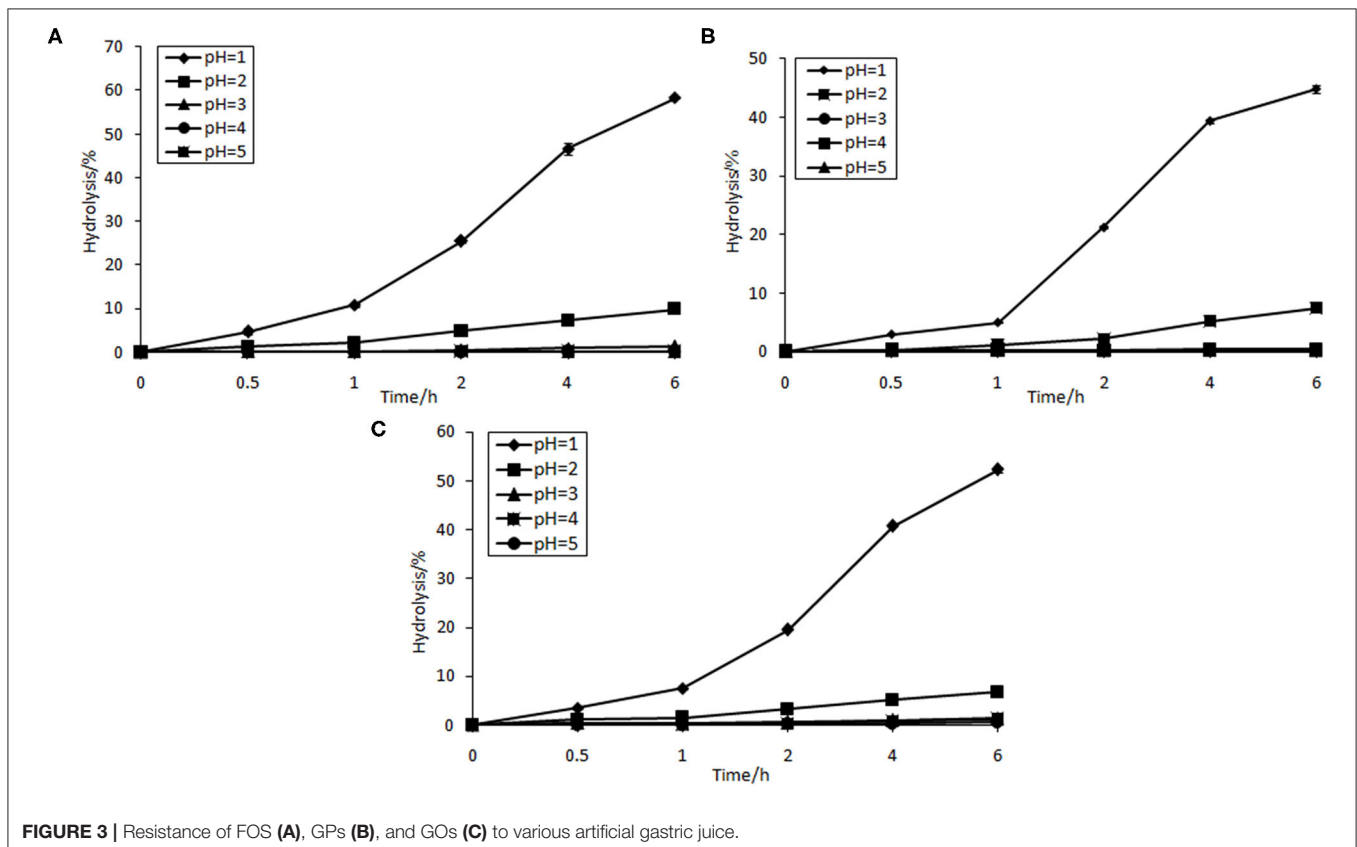 A
70
60
50
40
30
20
10
0
Hydrolysis/%
pH=1
pH=2
pH=3
pH=4
pH=5
0 0.5 1 2 4 6
Time/h
B
50
40
30
20
10
0
Hydrolysis/%
pH=1
pH=2
pH=3
pH=4
pH=5
0 0.5 1 2 4 6
Time/h
C
60
50
40
30
20
10
0
Hydrolysis/%
pH=1
pH=2
pH=3
pH=4
pH=5
0 0.5 1 2 4 6
Time/h
FIGURE 3 | Resistance of FOS (A), GPs (B), and GOs (C) to various artificial gastric juice.